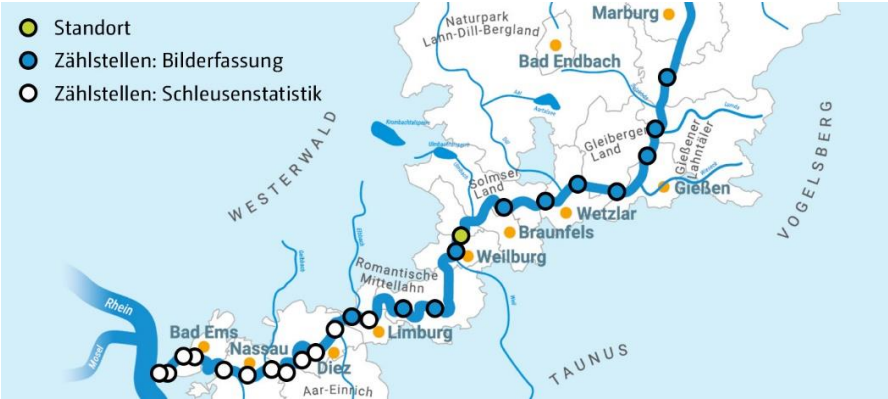 Standort
Zählstellen: Bilderfassung
Zählstellen: Schleusenstatistik
Naturpark
Lahn-Dill-Bergland
Marburg
Bad Endbach
WESTERWALD
VOGELSBERG
Gleiberger
Land
Gießener
Lahntäler
Solmser
Land
Gießen
Wetzlar
Braunfels
Weilburg
Romantische
Mittellahn
Rhein
Mosel
Bad Ems
Nassau
Limburg
Diez
Aar-Einrich
TAUNUS